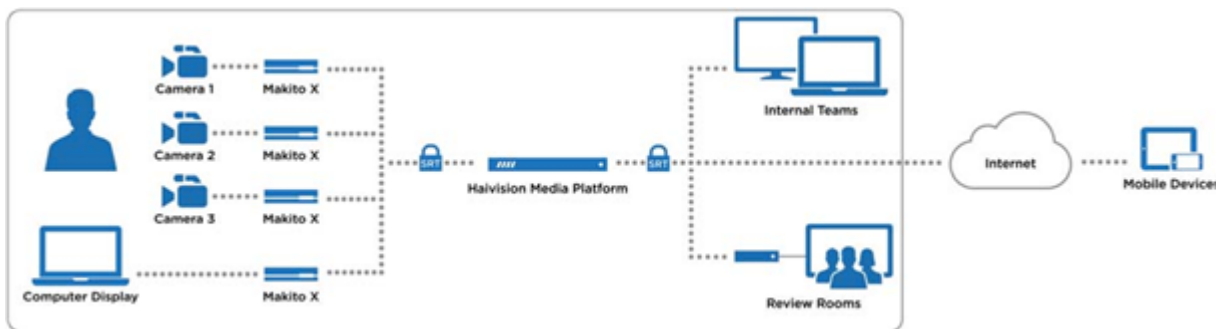 Camera 1
Makito X
Camera 2
Makito X
Camera 3
Makito X
Computer Display
Makito X
SRT
Haivision Media Platform
SRT
Internal Teams
Review Rooms
Internet
Mobile Devices